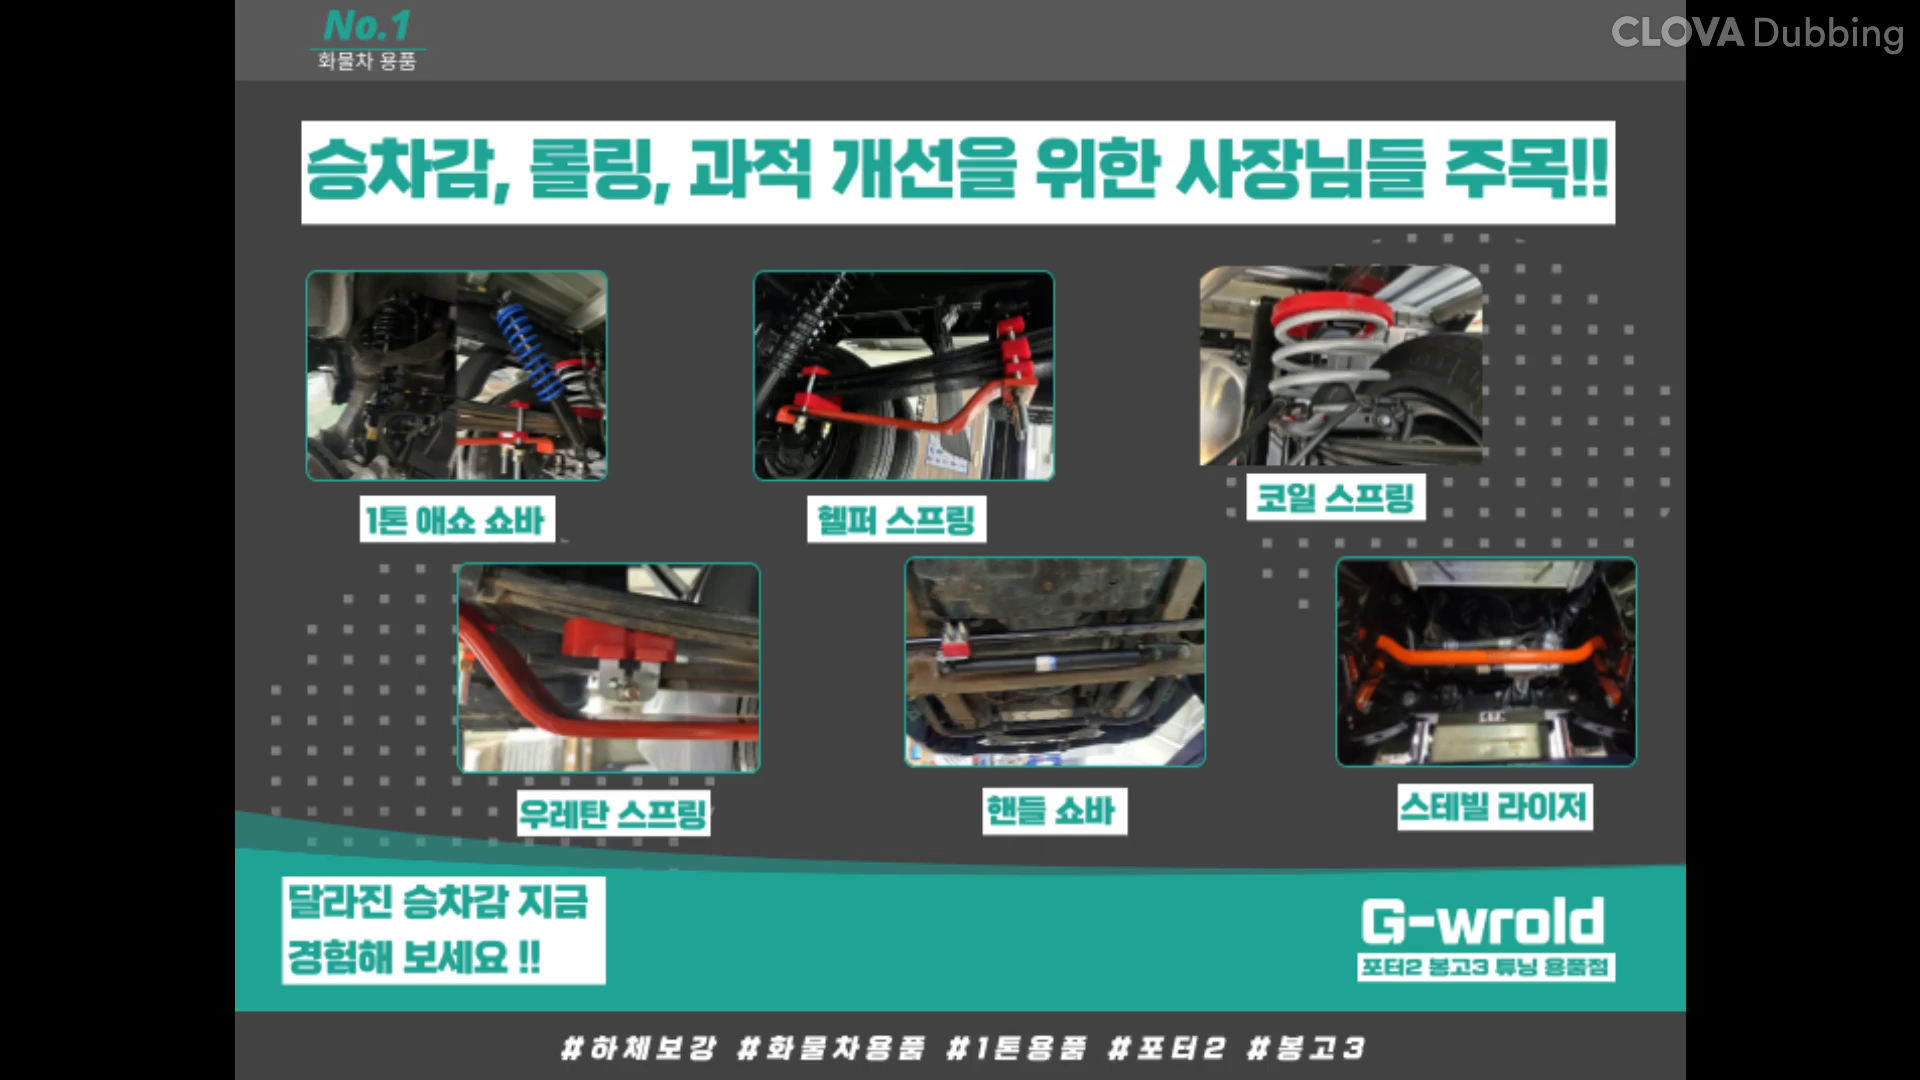 No.1
화물차 용품
CLOVA Dubbing
승차감, 롤링, 과적 개선을 위한 사장님들 주목!!
1톤 애쇼 쇼바
헬퍼 스프링
코일 스프링
우레탄 스프링
핸들 쇼바
스테빌 라이저
달라진 승차감 지금
경험해 보세요 !!
G-wrold
포터2 봉고3 튜닝 용품점
#하체보강 #화물차용품 #1톤용품 #포터2 #봉고3